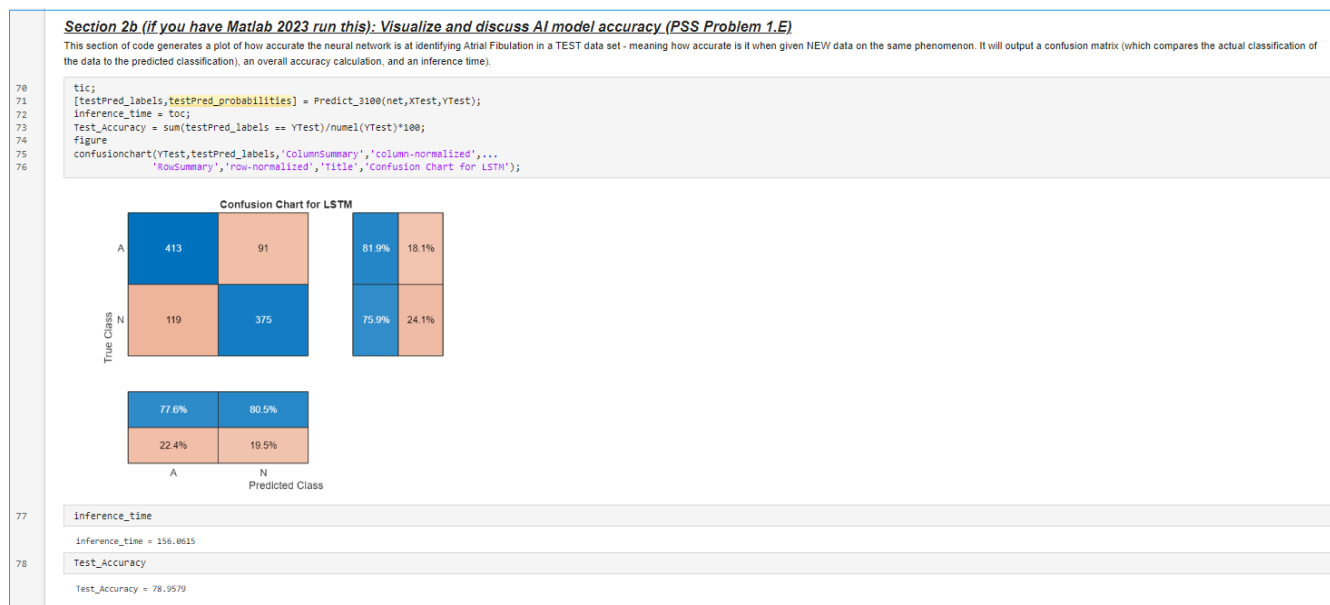 Section 2b (if you have Matlab 2023 run this): Visualize and discuss AI model accuracy (PSS Problem 1.E)
This section of code generates a plot of how accurate the neural network is at identifying Atrial Fibulation in a TEST data set - meaning how accurate is it when given NEW data on the same phenomenon. It will output a confusion matrix (which compares the actual classification of
the data to the predicted classification), an overall accuracy calculation, and an inference time).
70 tic;
71 [testPred_labels,testPred_probabilities] = Predict_3100(net,XTest,YTest);
72 inference_time = toc;
73 Test_Accuracy = sum(testPred_labels == YTest)/numel(YTest)*100;
74 figure
75 confusionchart(YTest,testPred_labels,'ColumnSummary','column-normalized',...
76 'RowSummary','row-normalized','Title','Confusion Chart for LSTM');
Confusion Chart for LSTM
A 413 91 81.9% 18.1%
N 119 375 75.9% 24.1%
True Class
77.6% 80.5%
22.4% 19.5%
A N
Predicted Class
77 inference_time
inference_time = 156.0615
78 Test_Accuracy
Test_Accuracy = 78.9579